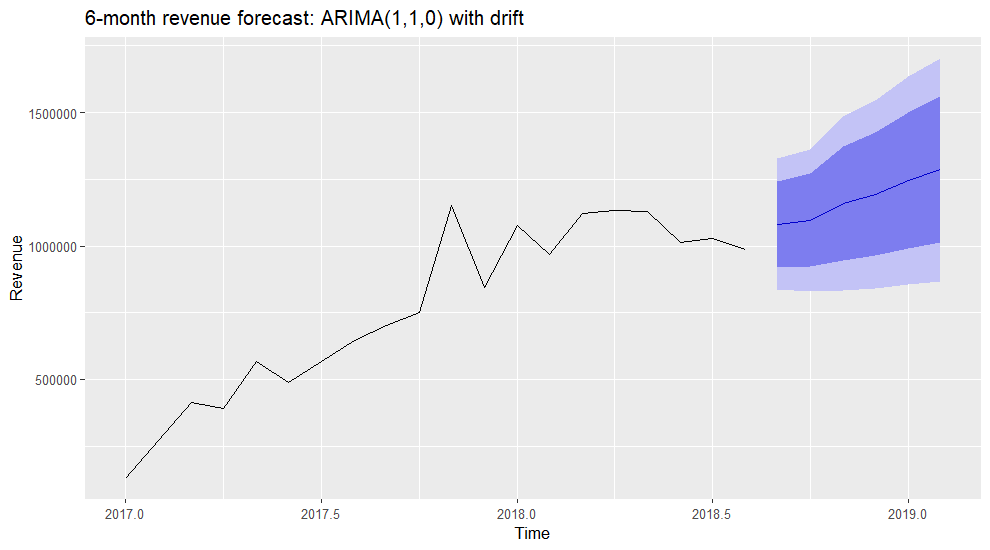 6-month revenue forecast: ARIMA(1,1,0) with drift
Revenue
1500000
1000000
500000
2017.0 2017.5 2018.0 2018.5 2019.0
Time